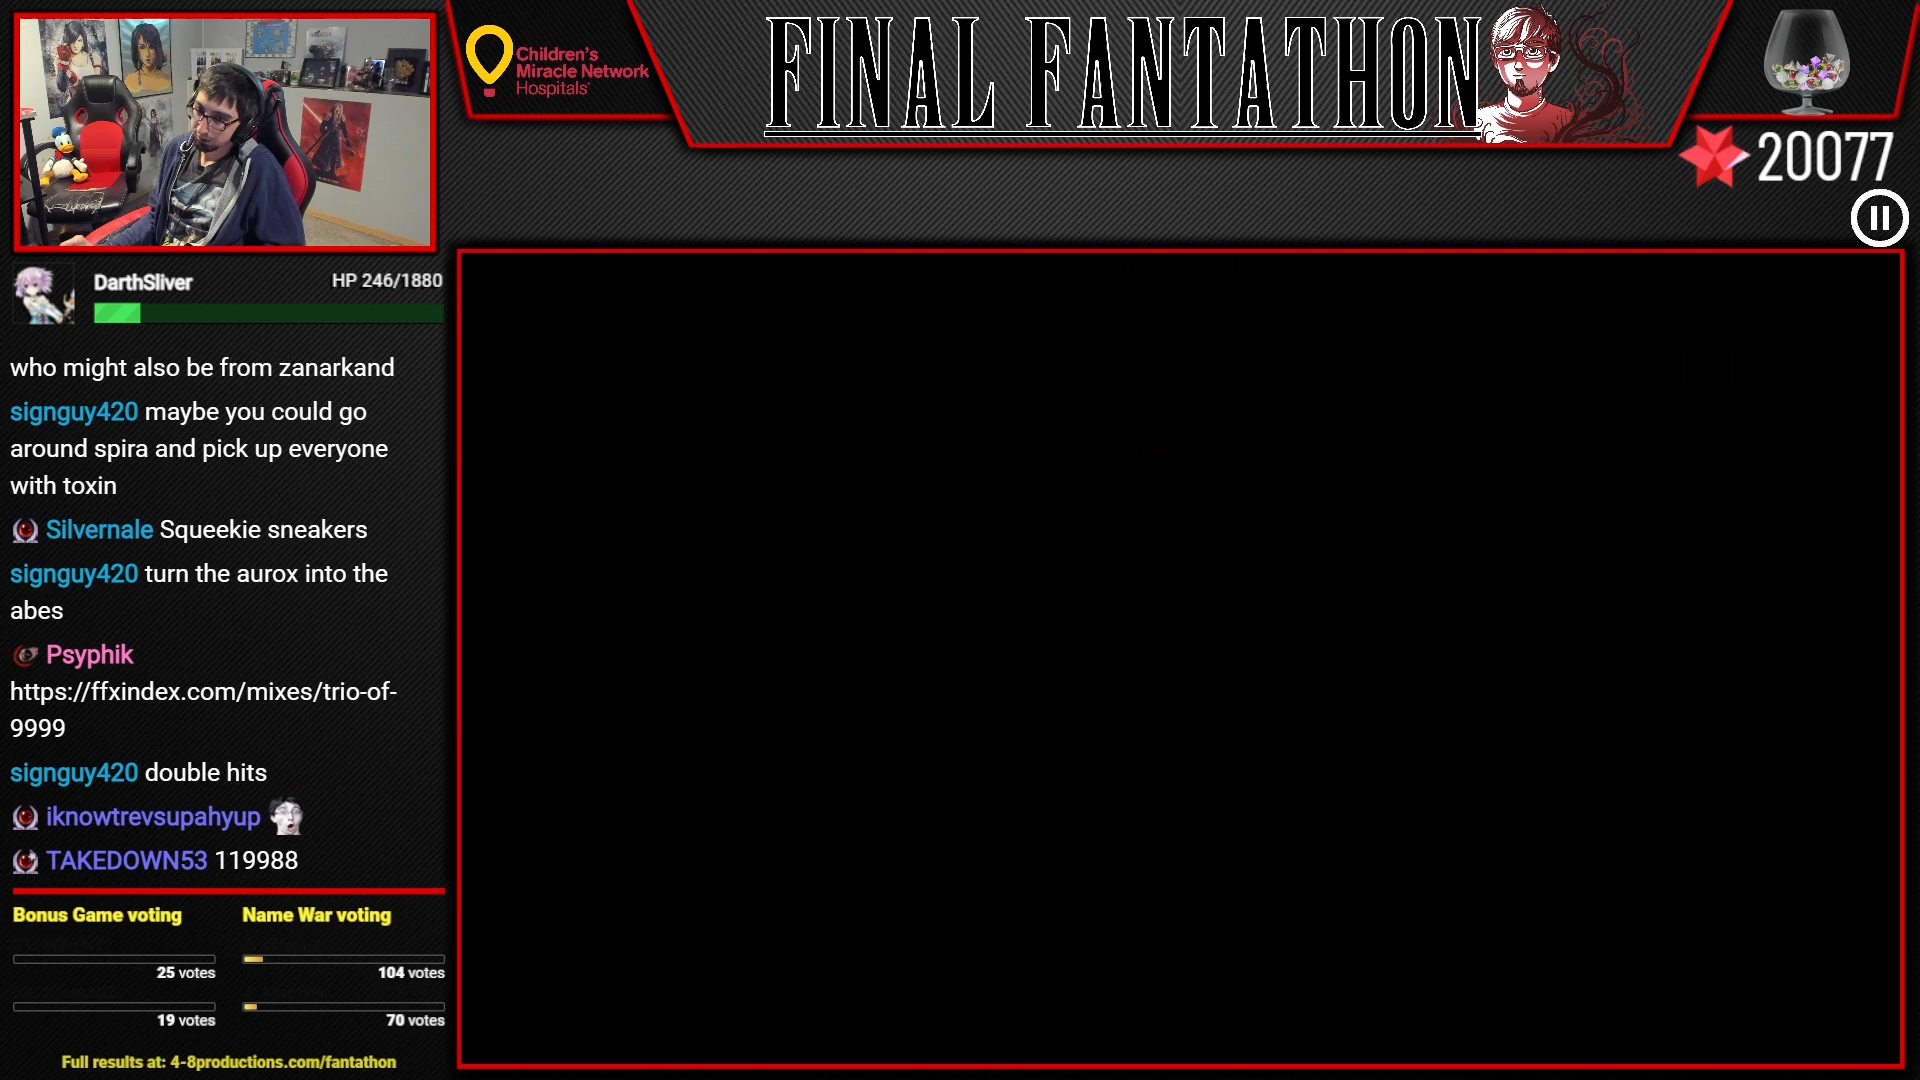 Children's
Miracle Network
Hospitals
FINAL FANTATHON
20077
DarthSliver
HP 246/1880
who might also be from zanarkand
signguy420 maybe you could go
around spira and pick up everyone
with toxin
Silvernale Squeekie sneakers
signguy420 turn the aurox into the
abes
Psyphik
https://ffxindex.com/mixes/trio-of-
9999
signguy420 double hits
iknowtrevsupahyup
TAKEDOWN53 119988
Bonus Game voting
25 votes
19 votes
Name War voting
104 votes
70 votes
Full results at: 4-8productions.com/fantathon